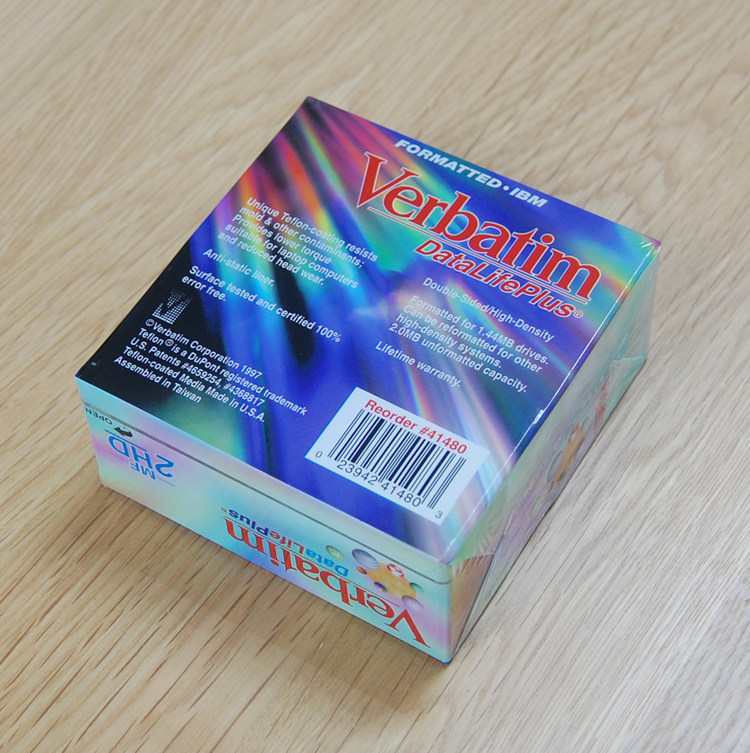 FORMATTED • IBM
Verbatim
DataLifePlus®
Unique Teflon-coating resists
mold & other contaminants;
Provides lower torque
suitable for laptop computers
and reduced head wear.
Anti-static liner.
Surface tested and certified 100%
error free.
Double-Sided/High-Density
Formatted for 1.44MB drives.
Can be reformatted for other
high-density systems.
2.0MB unformatted capacity.
Lifetime warranty.
©Verbatim Corporation 1997
Teflon® is a DuPont registered trademark
U.S. Patents #4659254, #4368817
Teflon-coated Media Made in U.S.A.
Assembled in Taiwan
Reorder #41480
0 23942 41480 3
OPEN
MF
2HD
Verbatim
DataLifePlus®